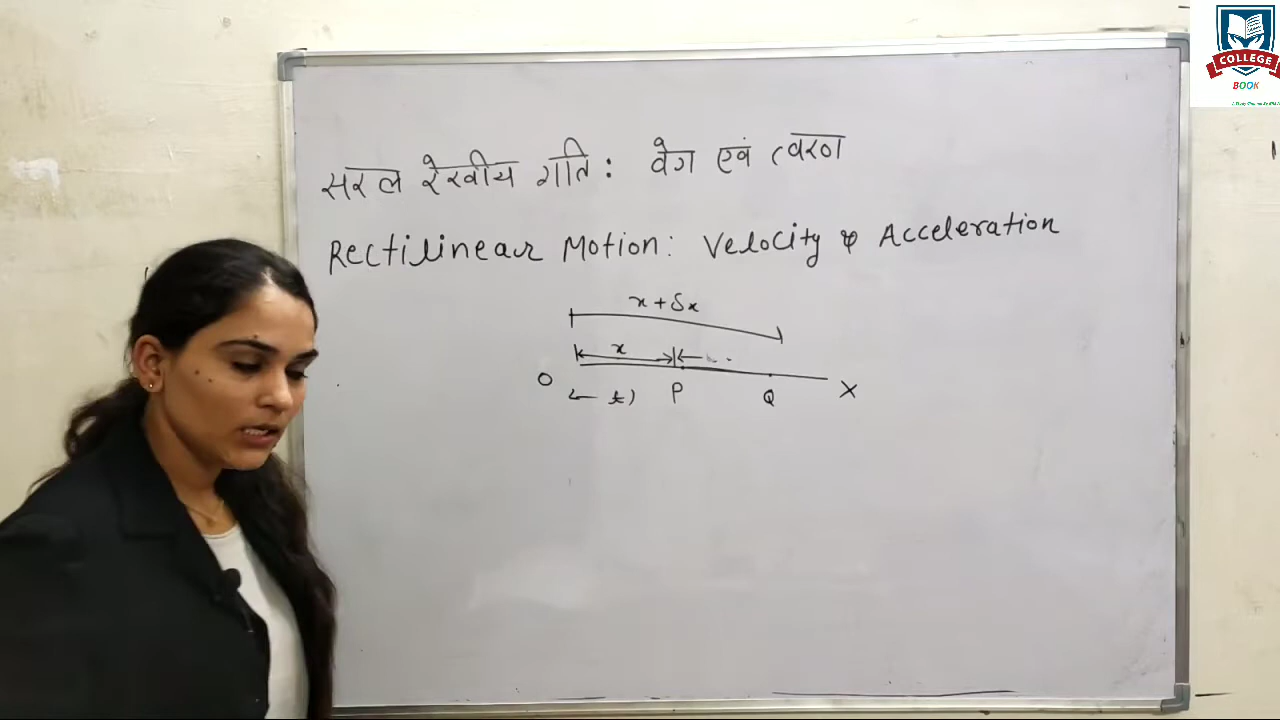 COLLEGE
BOOK
सरल रेखीय गति : वेग एवं त्वरण
Rectilinear Motion: Velocity & Acceleration
x + δx
x
O P Q X
t)